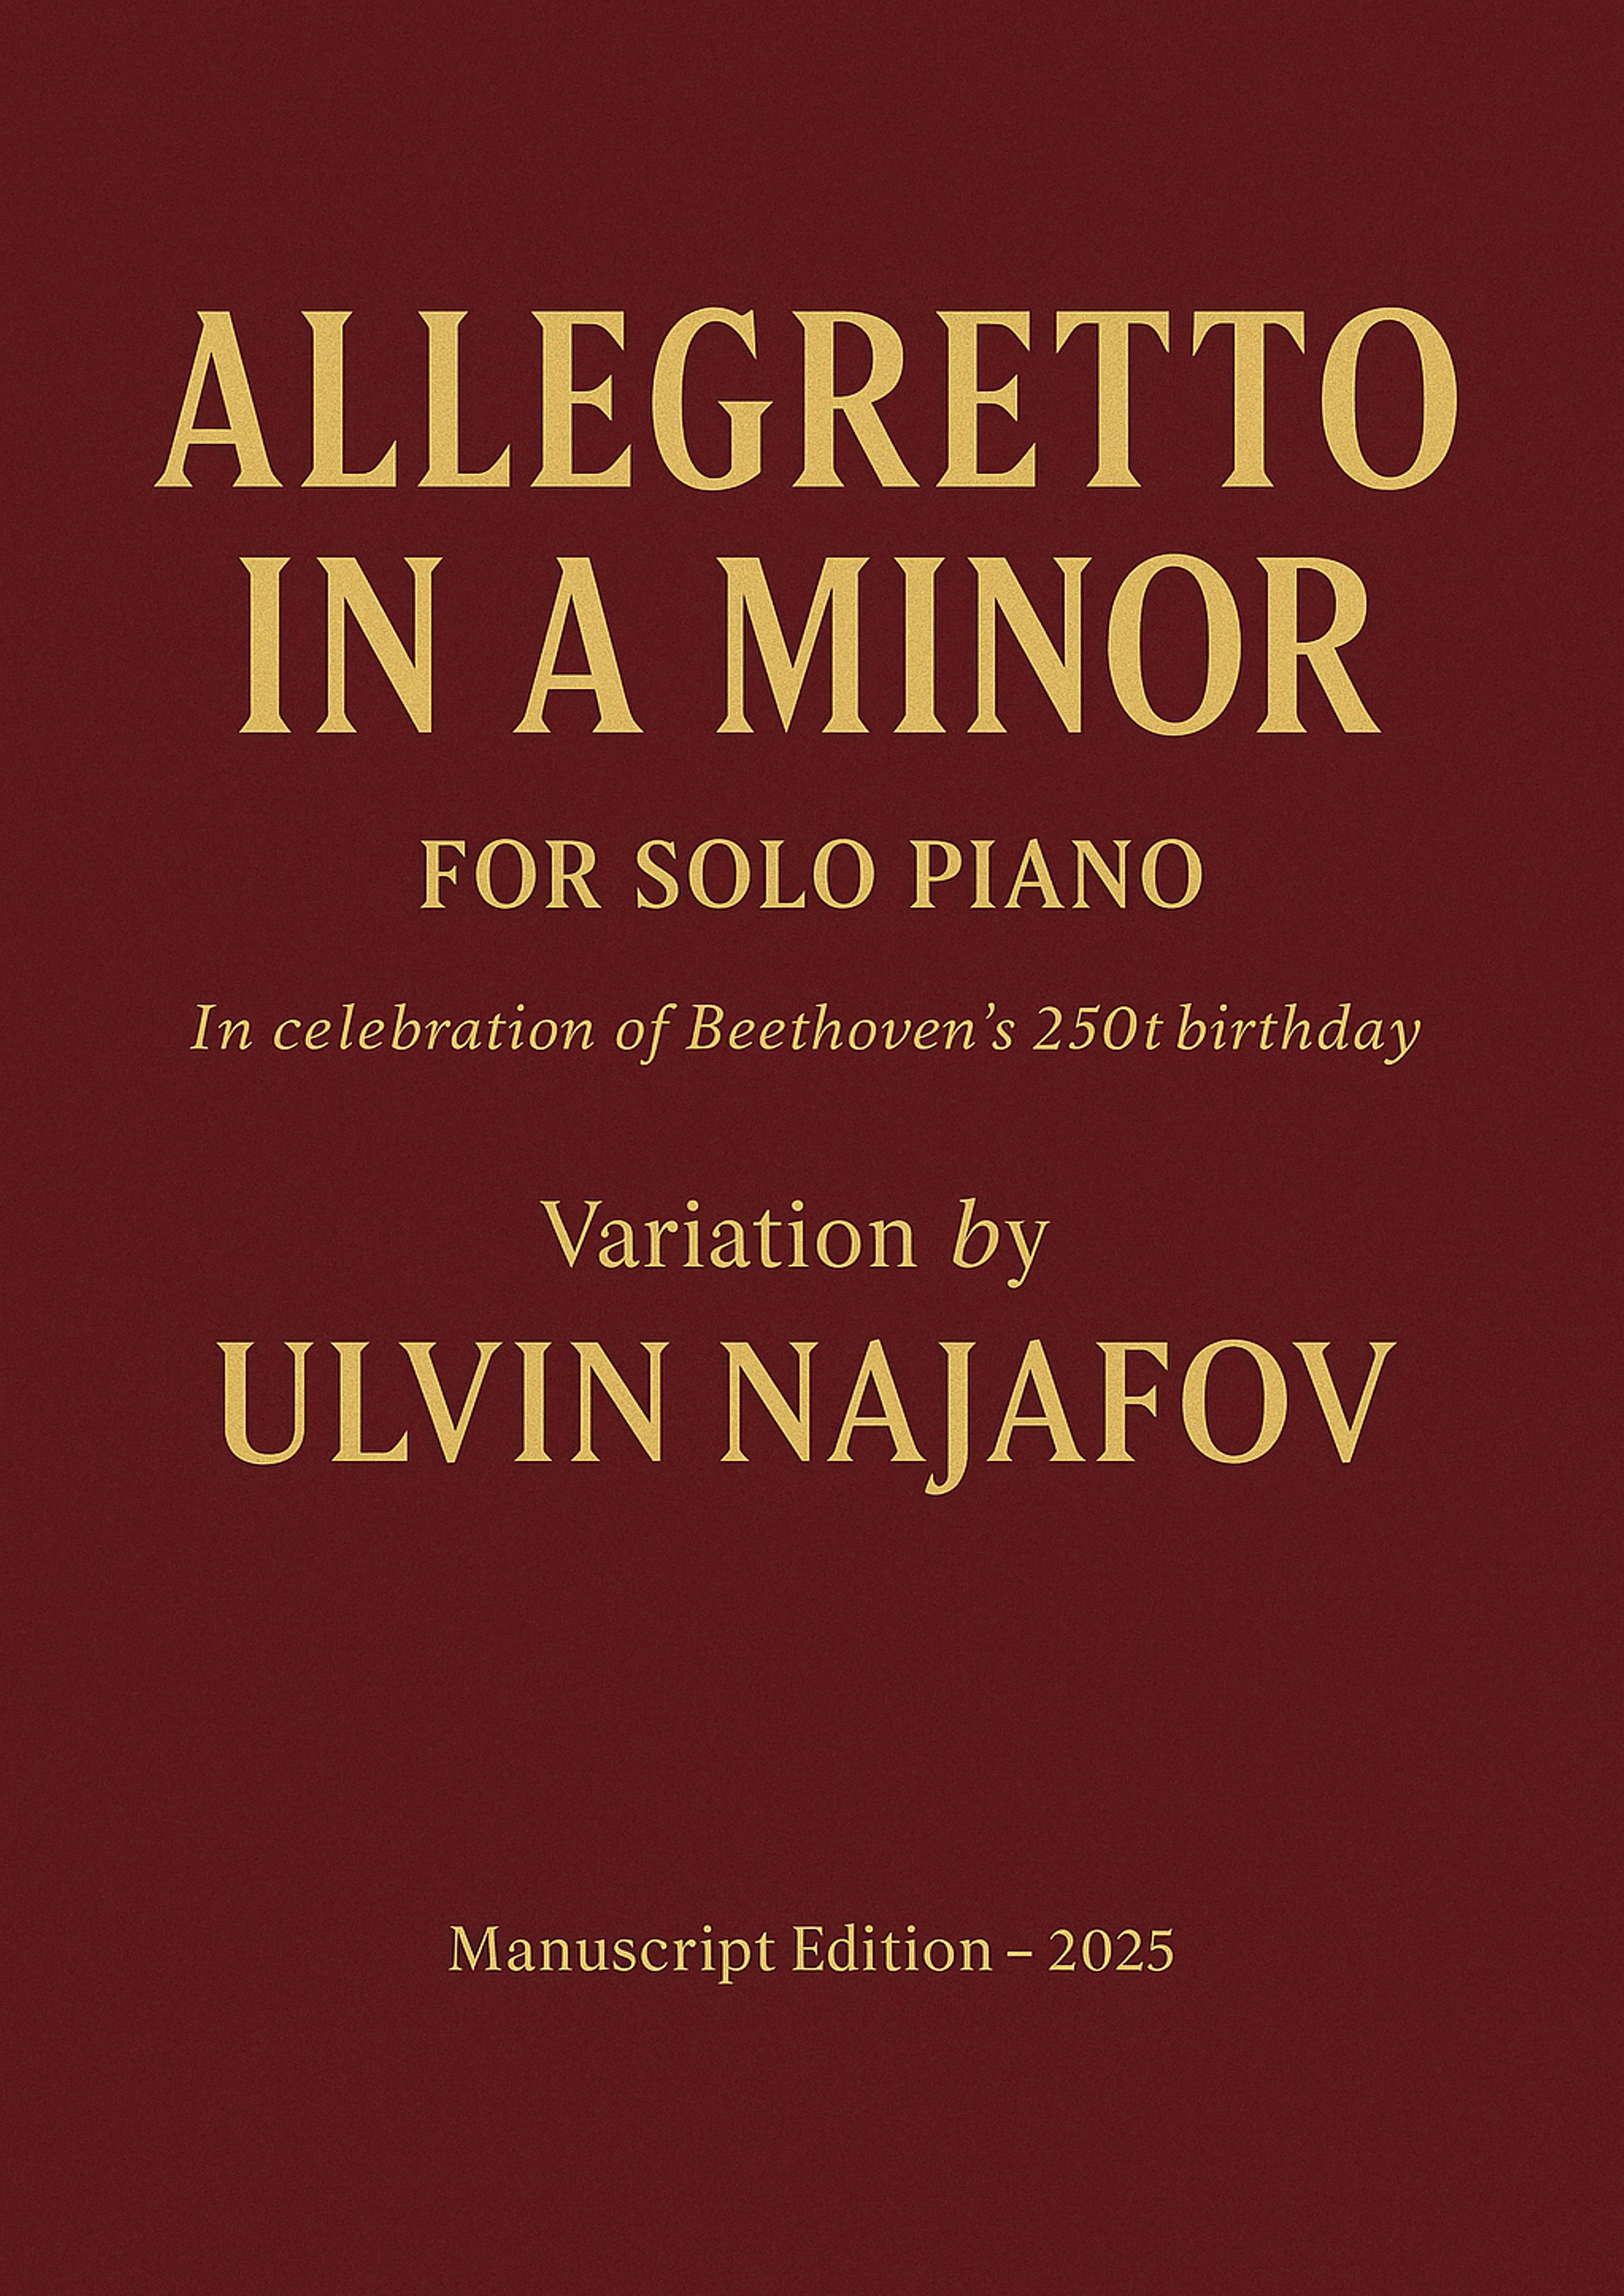 ALLEGRETTO
IN A MINOR
FOR SOLO PIANO
In celebration of Beethoven’s 250t birthday
Variation by
ULVIN NAJAFOV
Manuscript Edition – 2025